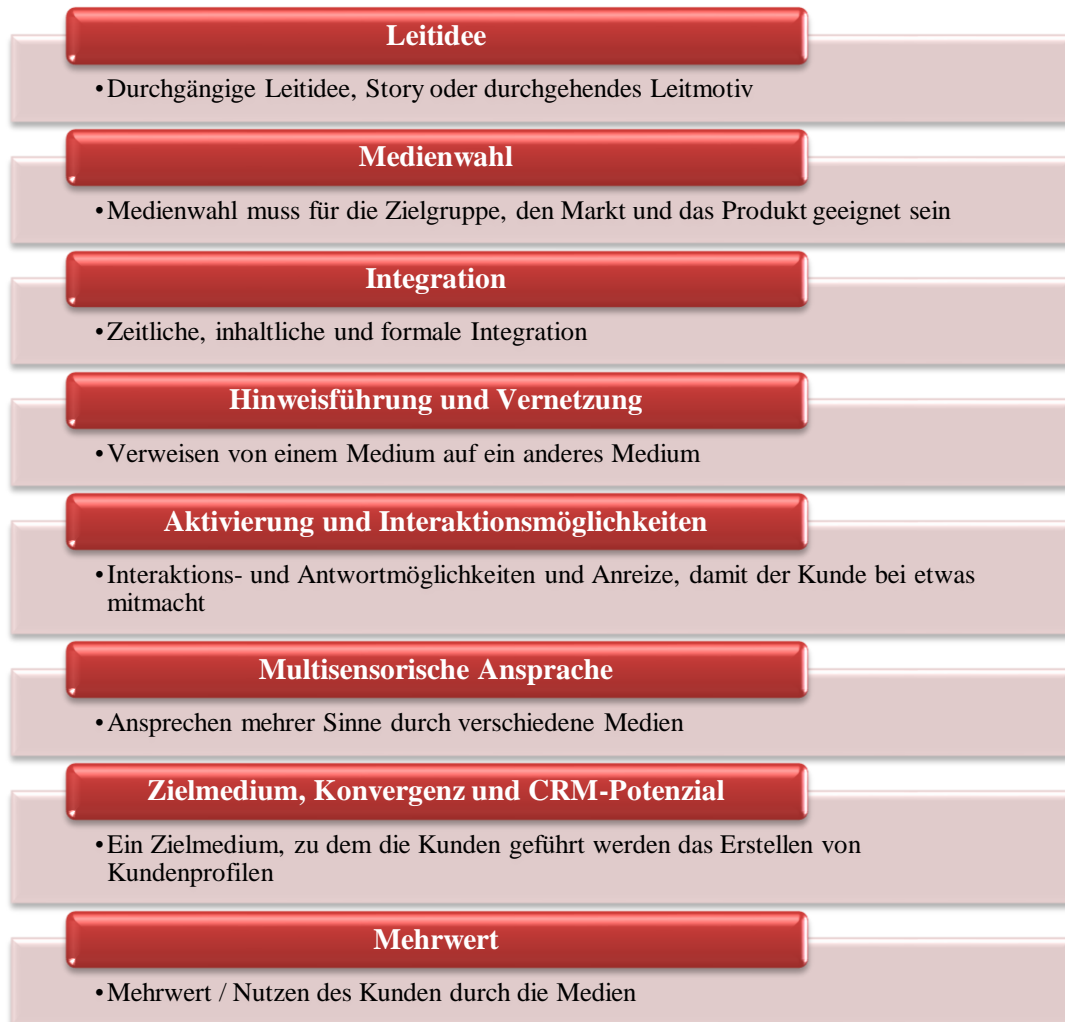 Leitidee
•Durchgängige Leitidee, Story oder durchgehendes Leitmotiv
Medienwahl
•Medienwahl muss für die Zielgruppe, den Markt und das Produkt geeignet sein
Integration
•Zeitliche, inhaltliche und formale Integration
Hinweisführung und Vernetzung
•Verweisen von einem Medium auf ein anderes Medium
Aktivierung und Interaktionsmöglichkeiten
•Interaktions- und Antwortmöglichkeiten und Anreize, damit der Kunde bei etwas
mitmacht
Multisensorische Ansprache
•Ansprechen mehrer Sinne durch verschiedene Medien
Zielmedium, Konvergenz und CRM-Potenzial
•Ein Zielmedium, zu dem die Kunden geführt werden das Erstellen von
Kundenprofilen
Mehrwert
•Mehrwert / Nutzen des Kunden durch die Medien